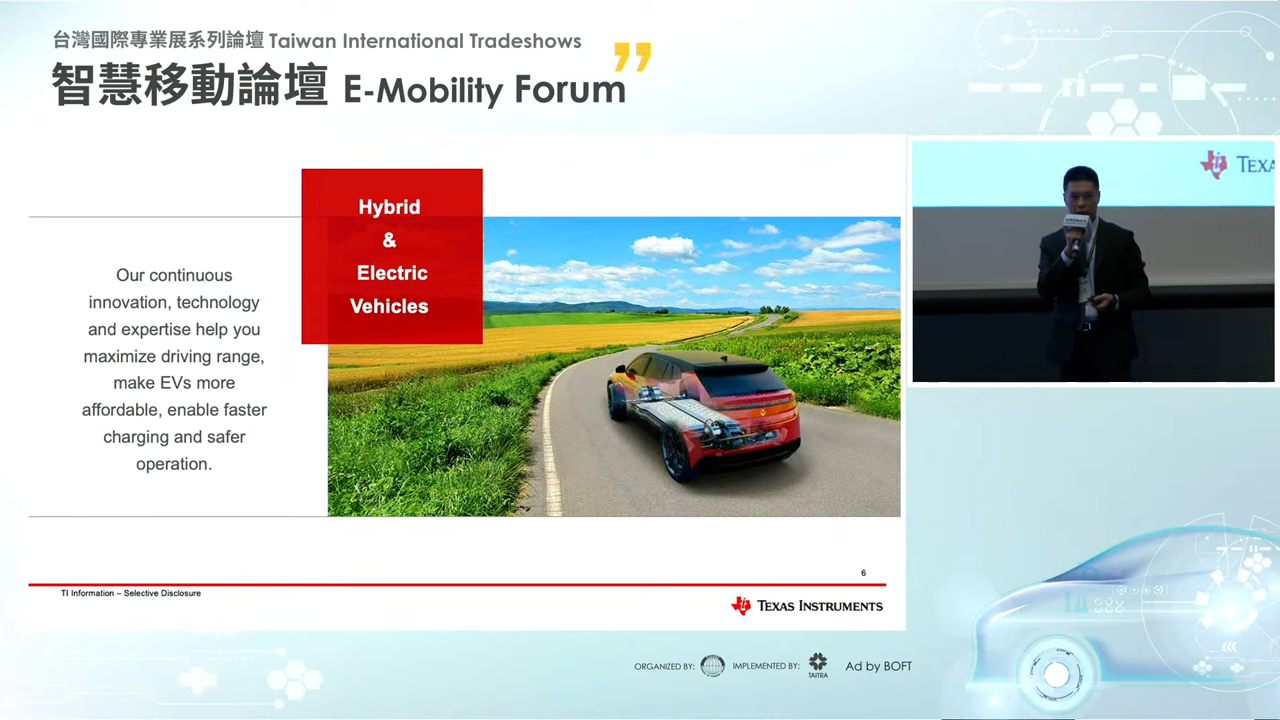 台灣國際專業展系列論壇 Taiwan International Tradeshows
智慧移動論壇 E-Mobility Forum
Hybrid
&
Electric
Vehicles
Our continuous
innovation, technology
and expertise help you
maximize driving range,
make EVs more
affordable, enable faster
charging and safer
operation.
6
TI Information – Selective Disclosure
TEXAS INSTRUMENTS
TEXA
ORGANIZED BY:
IMPLEMENTED BY:
TAITRA
Ad by BOFT